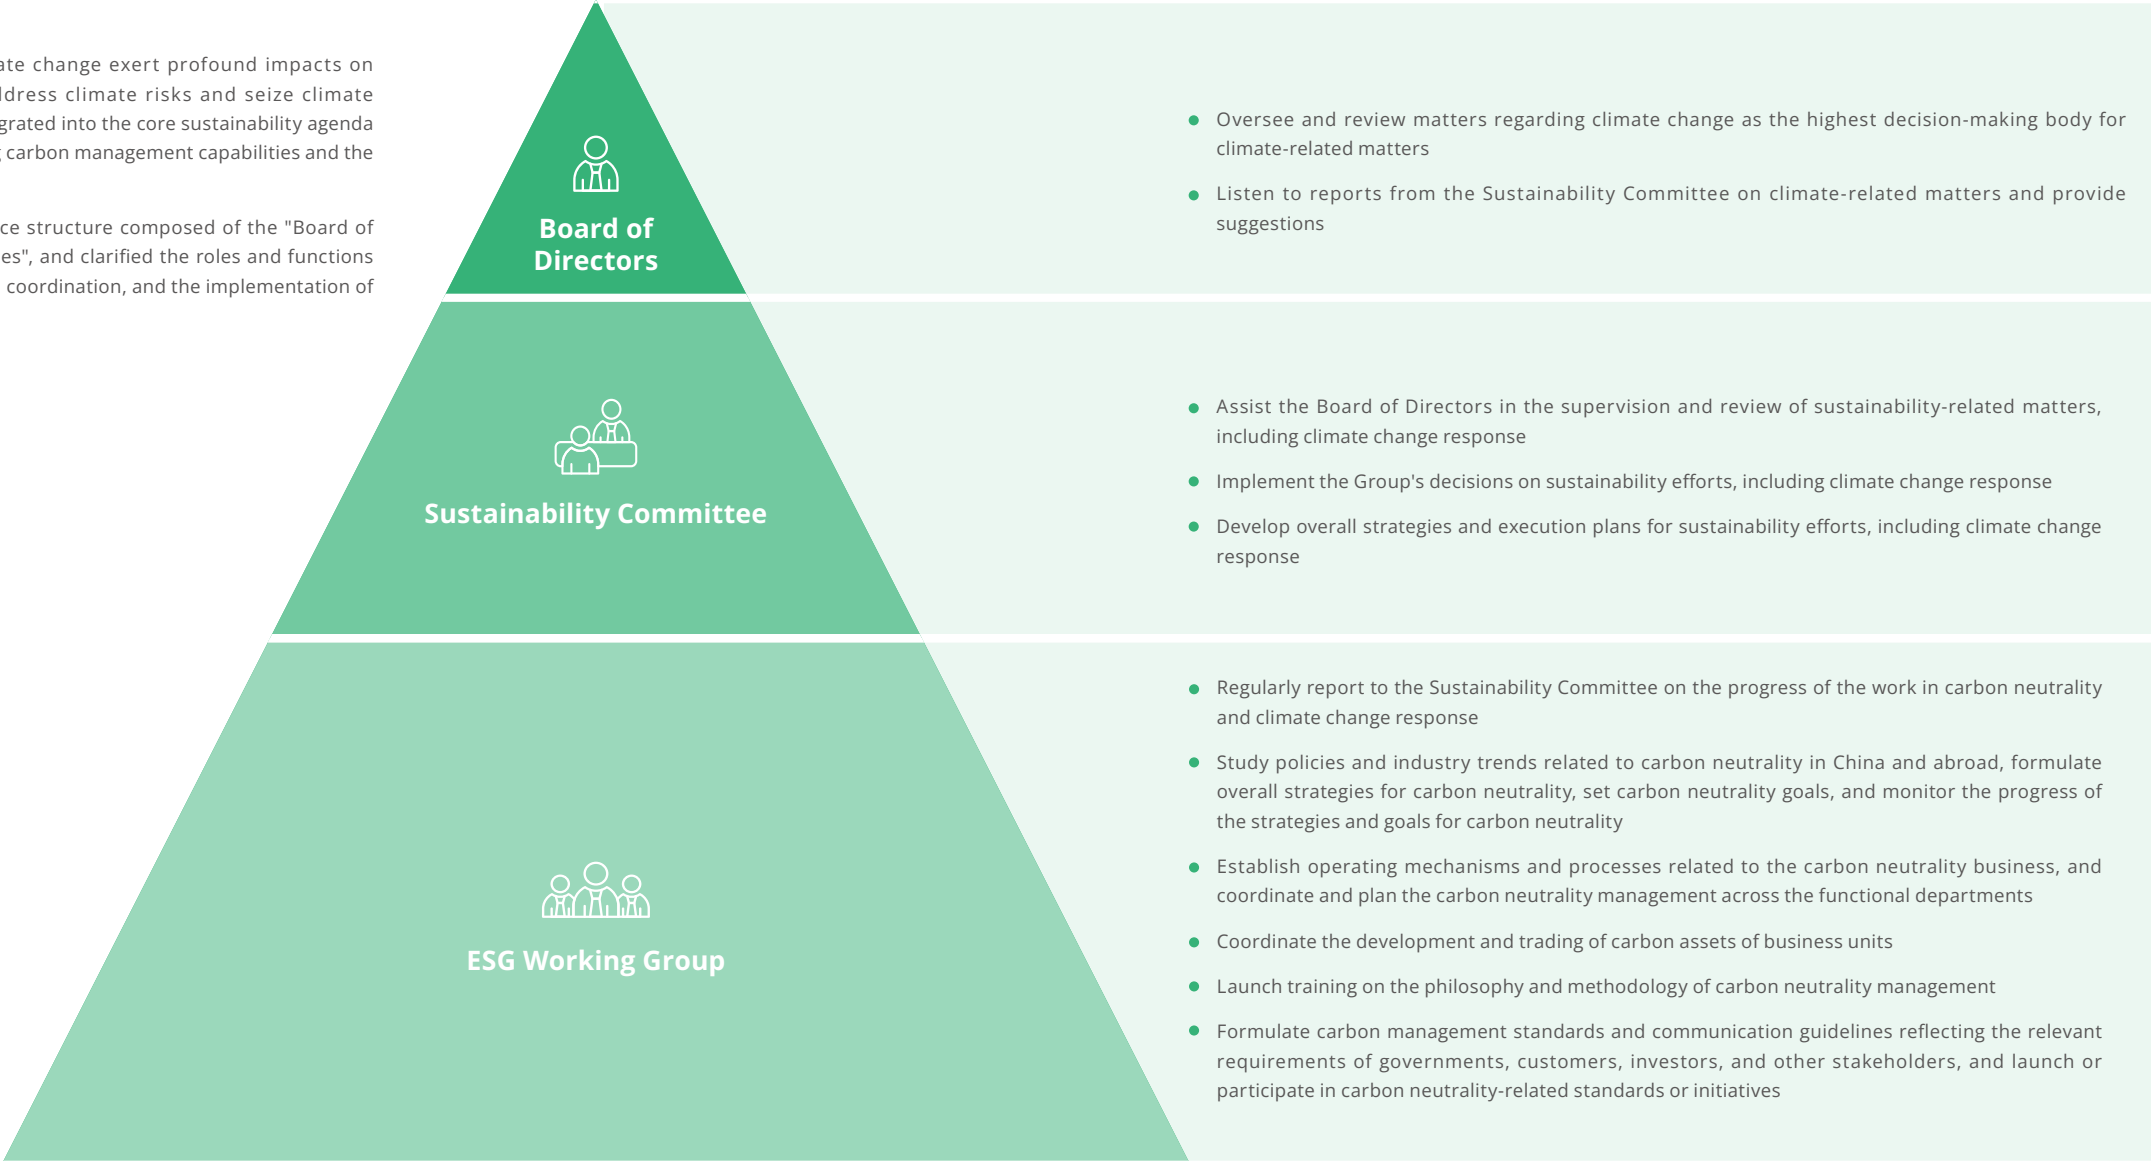 ate change exert profound impacts on
ddress climate risks and seize climate
grated into the core sustainability agenda
g carbon management capabilities and the
ce structure composed of the "Board of
es", and clarified the roles and functions
coordination, and the implementation of
Board of
Directors
Oversee and review matters regarding climate change as the highest decision-making body for
climate-related matters
Listen to reports from the Sustainability Committee on climate-related matters and provide
suggestions
Sustainability Committee
Assist the Board of Directors in the supervision and review of sustainability-related matters,
including climate change response
Implement the Group's decisions on sustainability efforts, including climate change response
Develop overall strategies and execution plans for sustainability efforts, including climate change
response
ESG Working Group
Regularly report to the Sustainability Committee on the progress of the work in carbon neutrality
and climate change response
Study policies and industry trends related to carbon neutrality in China and abroad, formulate
overall strategies for carbon neutrality, set carbon neutrality goals, and monitor the progress of
the strategies and goals for carbon neutrality
Establish operating mechanisms and processes related to the carbon neutrality business, and
coordinate and plan the carbon neutrality management across the functional departments
Coordinate the development and trading of carbon assets of business units
Launch training on the philosophy and methodology of carbon neutrality management
Formulate carbon management standards and communication guidelines reflecting the relevant
requirements of governments, customers, investors, and other stakeholders, and launch or
participate in carbon neutrality-related standards or initiatives